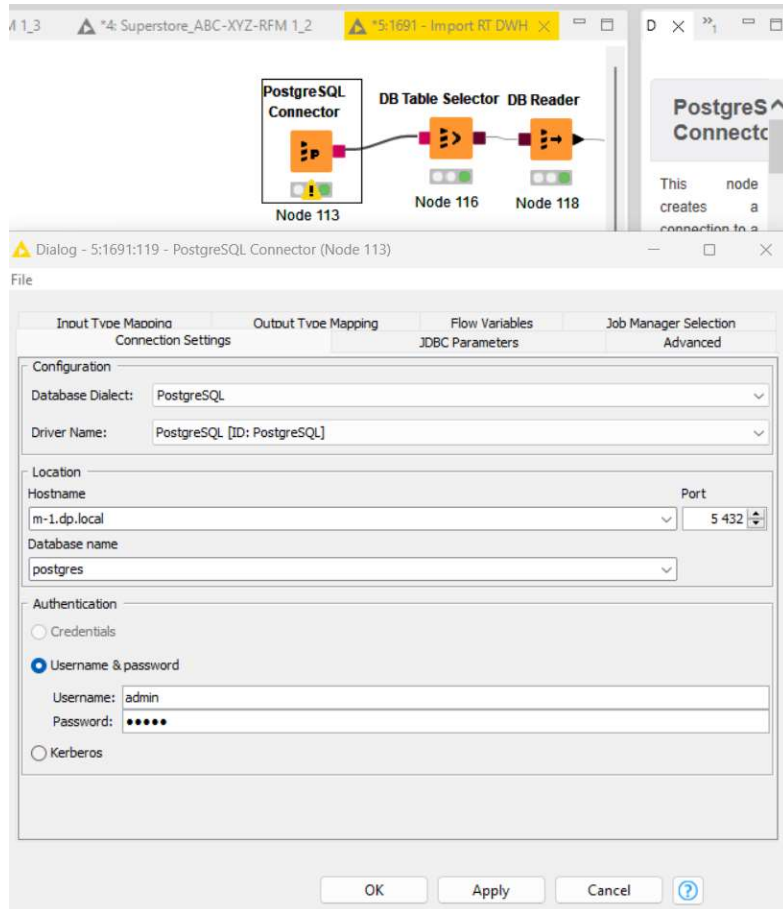 1_3
*4: Superstore_ABC-XYZ-RFM 1_2
*5:1691 - Import RT DWH
D
»1
PostgreSQL
Connector
DB Table Selector
DB Reader
P
Node 113
Node 116
Node 118
PostgreS
Connecto
This node
creates a
connection to a
Dialog - 5:1691:119 - PostgreSQL Connector (Node 113)
File
Input Type Mapping
Output Type Mapping
Flow Variables
Job Manager Selection
Connection Settings
JDBC Parameters
Advanced
Configuration
Database Dialect:
PostgreSQL
Driver Name:
PostgreSQL [ID: PostgreSQL]
Location
Hostname
Port
m-1.dp.local
5 432
Database name
postgres
Authentication
Credentials
Username & password
Username:
admin
Password:
●●●●●
Kerberos
OK
Apply
Cancel
?